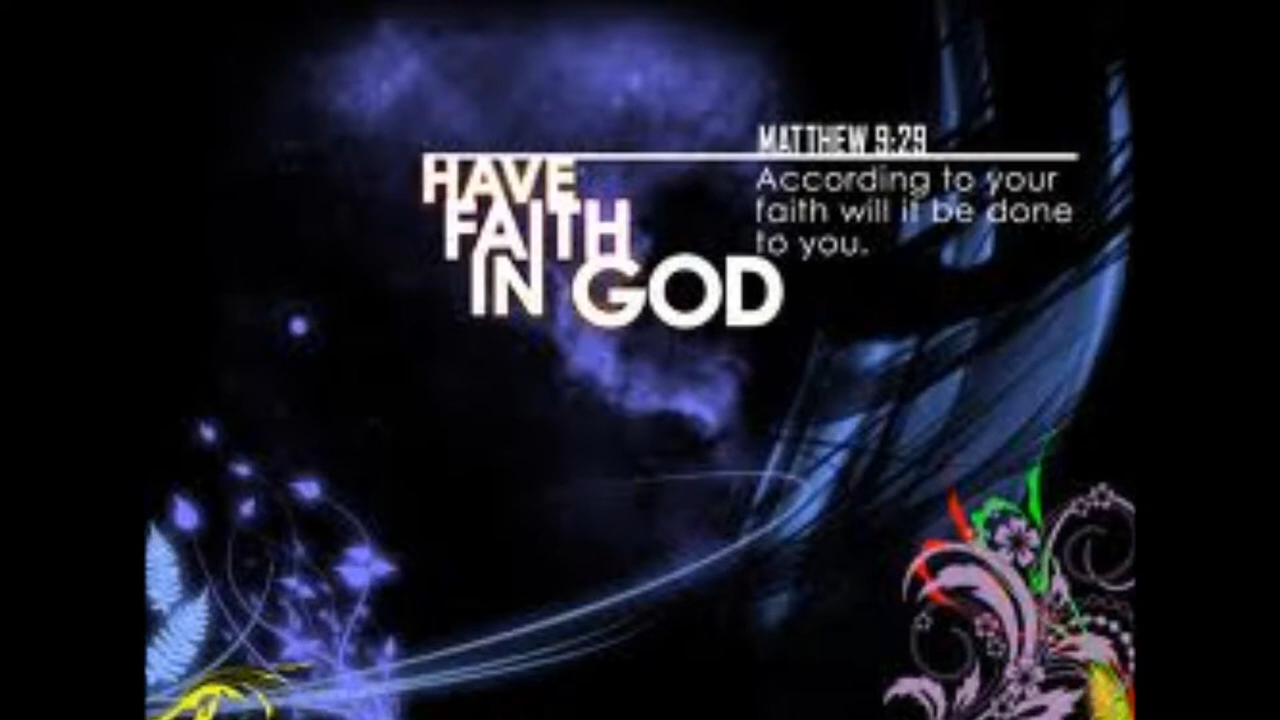 HAVE
FAITH
IN GOD
MATTHEW 9:29
According to your
faith will it be done
to you.